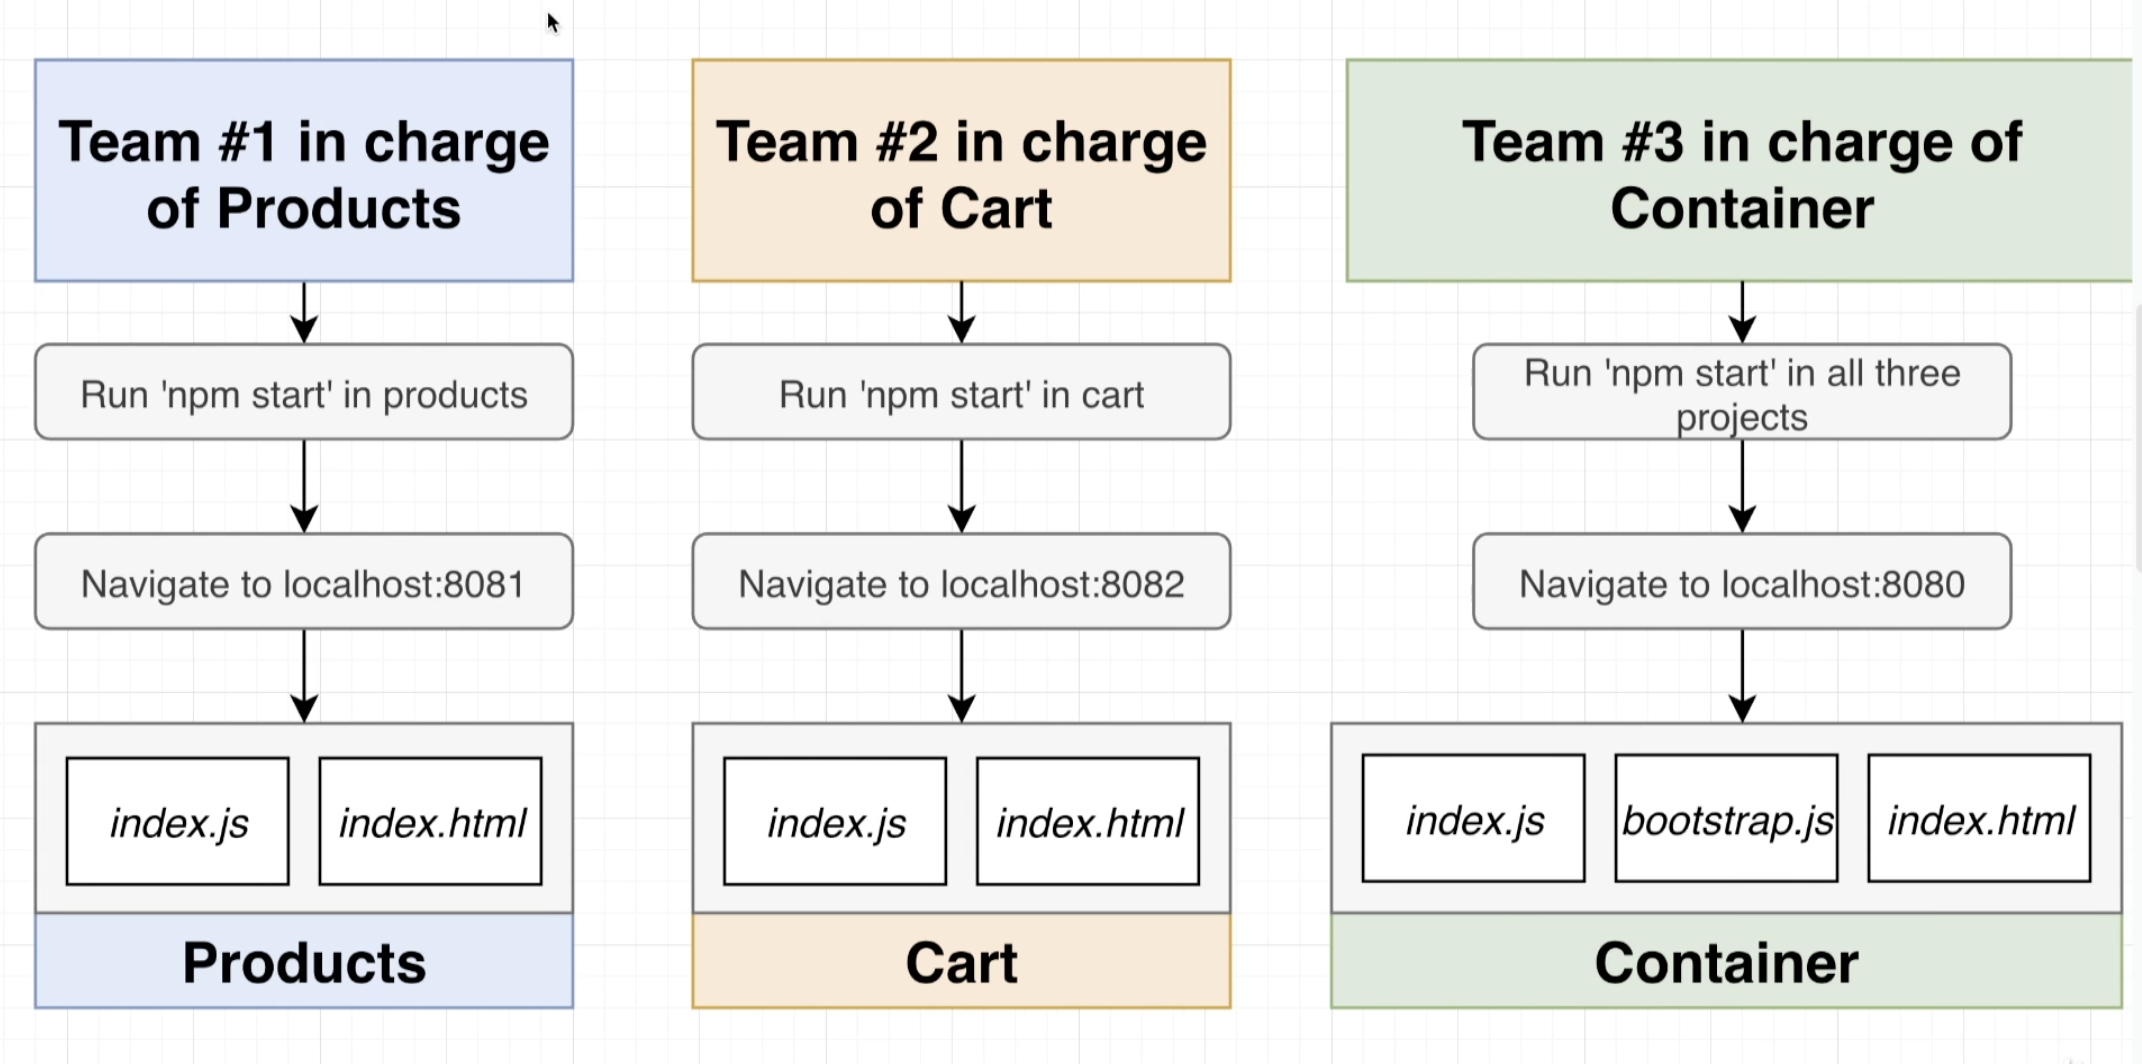 Team #1 in charge
of Products
Team #2 in charge
of Cart
Team #3 in charge of
Container
Run 'npm start' in products
Run 'npm start' in cart
Run 'npm start' in all three
projects
Navigate to localhost:8081
Navigate to localhost:8082
Navigate to localhost:8080
index.js
index.html
index.js
index.html
index.js
bootstrap.js
index.html
Products
Cart
Container